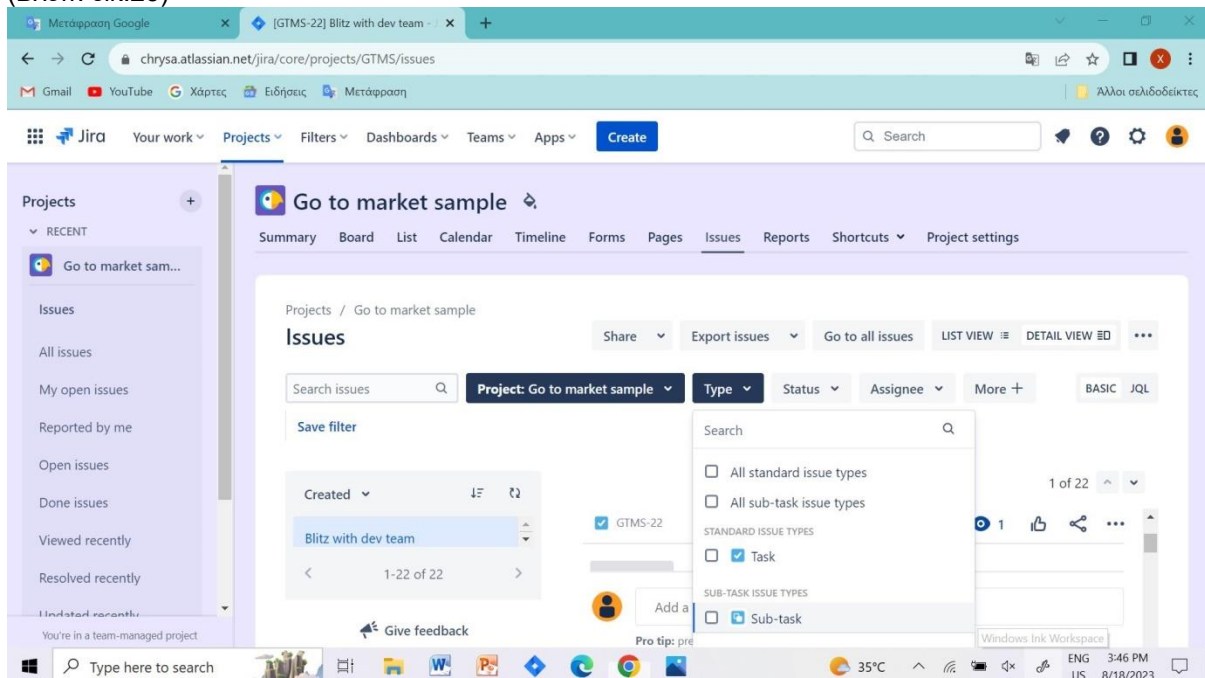 Μετάφραση Google
[GTMS-22] Blitz with dev team -
chrysa.atlassian.net/jira/core/projects/GTMS/issues
X
Gmail YouTube Χάρτες Ειδήσεις Μετάφραση Άλλοι σελιδοδείκτες
Jira Your work Projects Filters Dashboards Teams Apps Create Search
Projects
RECENT
Go to market sam...
Issues
All issues
My open issues
Reported by me
Open issues
Done issues
Viewed recently
Resolved recently
Updated recently
You're in a team-managed project
Go to market sample
Summary Board List Calendar Timeline Forms Pages Issues Reports Shortcuts Project settings
Projects / Go to market sample
Issues
Share Export issues Go to all issues LIST VIEW DETAIL VIEW
Search issues Project: Go to market sample Type Status Assignee More + BASIC JQL
Save filter
Created
Blitz with dev team
1-22 of 22
Give feedback
GTMS-22
1 of 22
1
Add a
Pro tip: pre
Search
All standard issue types
All sub-task issue types
STANDARD ISSUE TYPES
Task
SUB-TASK ISSUE TYPES
Sub-task
Windows Ink Workspace
Type here to search
35°C
ENG 3:46 PM
US 8/18/2023